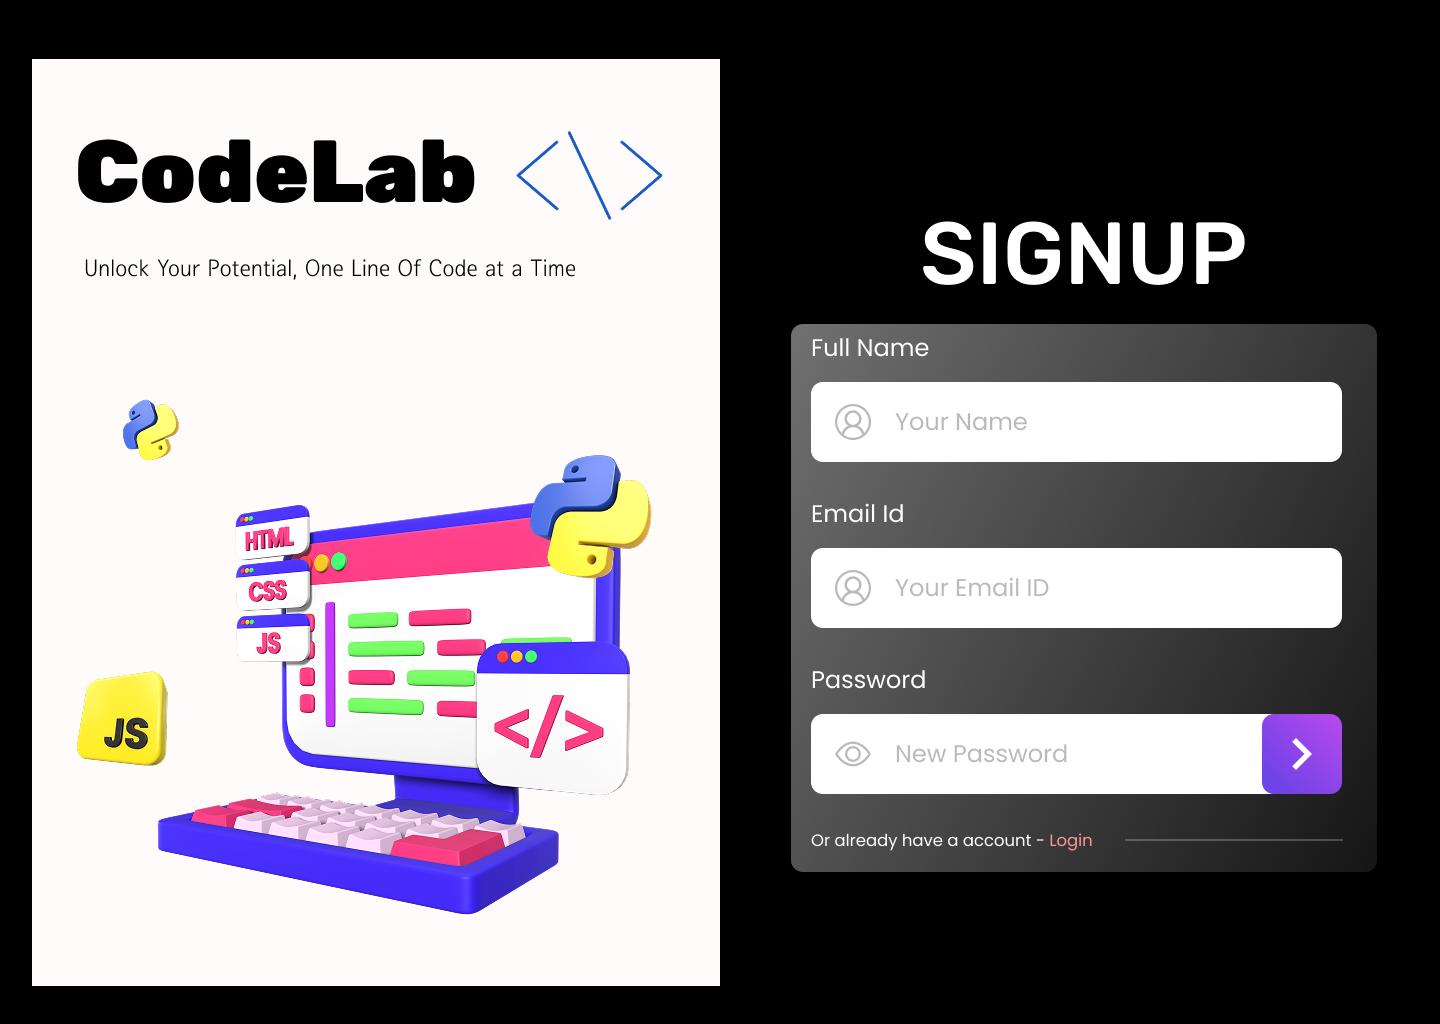 CodeLab <\>
Unlock Your Potential, One Line Of Code at a Time
HTML
CSS
JS
</>
JS
SIGNUP
Full Name
Your Name
Email Id
Your Email ID
Password
New Password
Or already have a account - Login